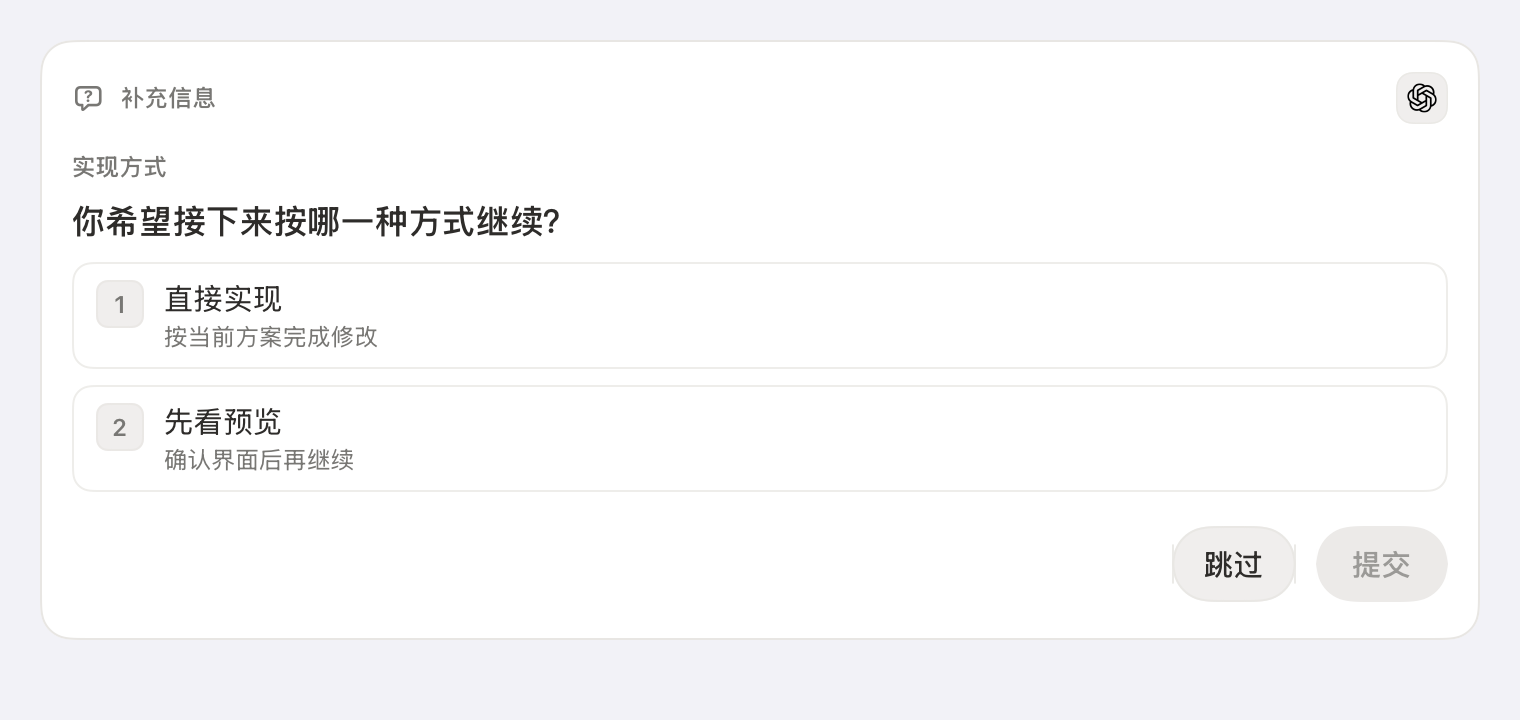 补充信息
实现方式
你希望接下来按哪一种方式继续?
1
直接实现
按当前方案完成修改
2
先看预览
确认界面后再继续
跳过
提交